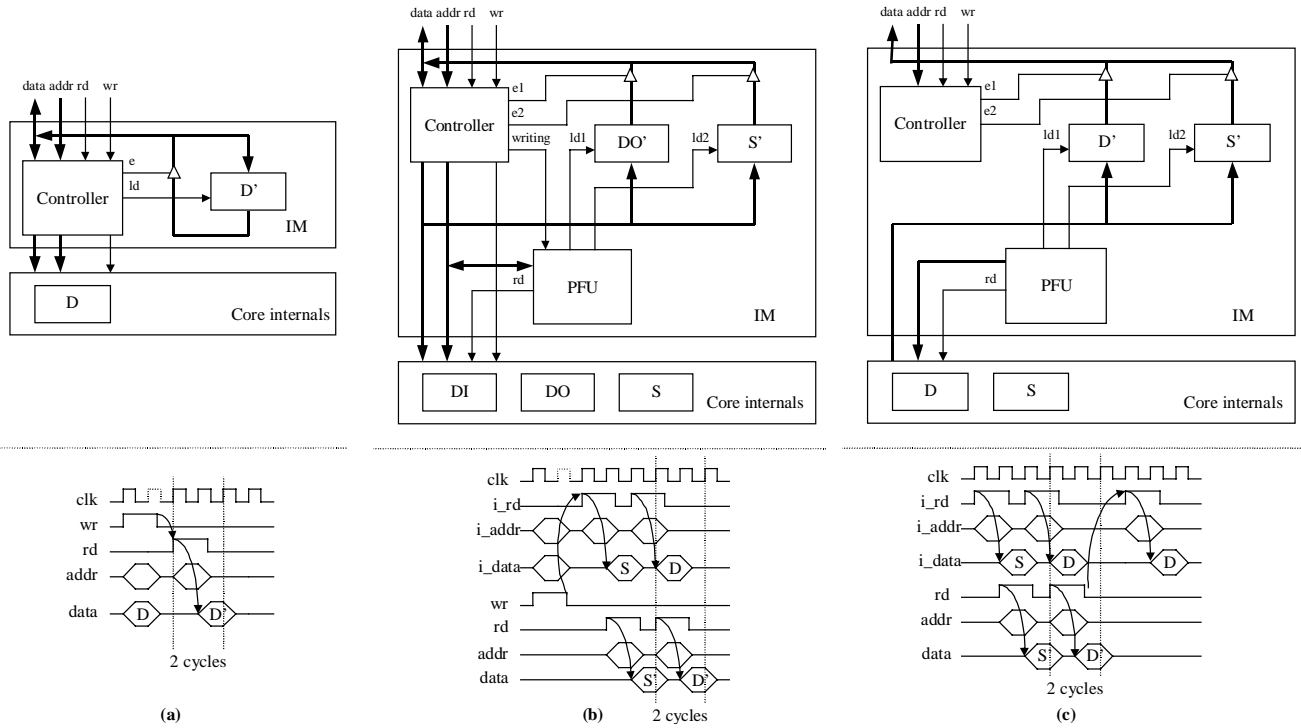 data addr rd wr
e
Controller
ld
D’
IM
D
Core internals
clk
wr
rd
addr
data
D
D’
2 cycles
(a)
data addr rd wr
e1
e2
Controller
writing
ld1
DO’
ld2
S’
rd
PFU
IM
DI
DO
S
Core internals
clk
i_rd
i_addr
i_data
S
D
wr
rd
addr
data
S’
D’
2 cycles
(b)
data addr rd wr
e1
e2
Controller
ld1
D’
ld2
S’
rd
PFU
IM
D
S
Core internals
clk
i_rd
i_addr
i_data
S
D
D
rd
addr
data
S’
D’
2 cycles
(c)